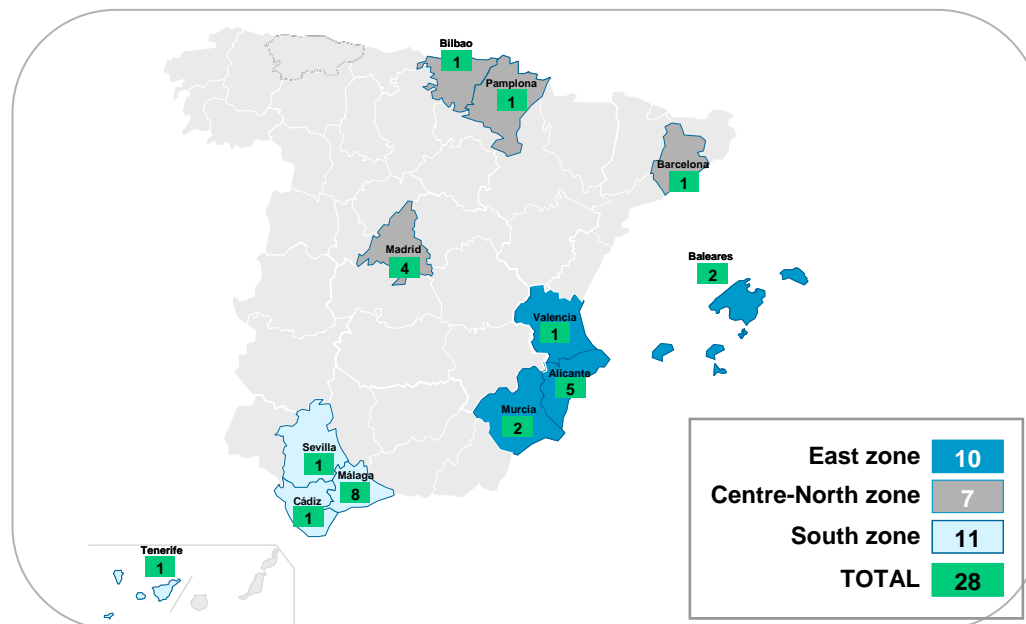 Bilbao
1
Pamplona
1
Barcelona
1
Madrid
4
Baleares
2
Valencia
1
Alicante
5
Murcia
2
Sevilla
1
Málaga
8
Cádiz
1
Tenerife
1
East zone 10
Centre-North zone 7
South zone 11
TOTAL 28